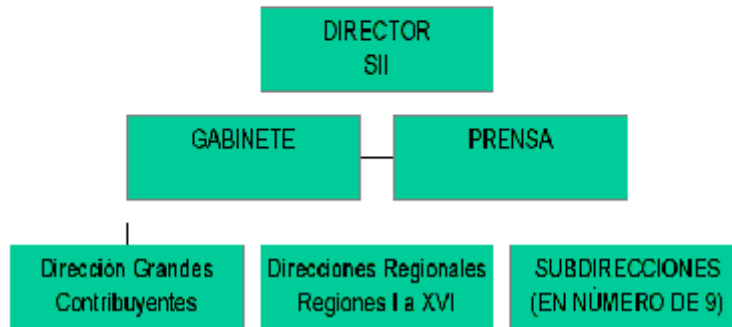 DIRECTOR
SII
GABINETE
PRENSA
Dirección Grandes
Contribuyentes
Direcciones Regionales
Regiones I a XVI
SUBDIRECCIONES
(EN NÚMERO DE 9)